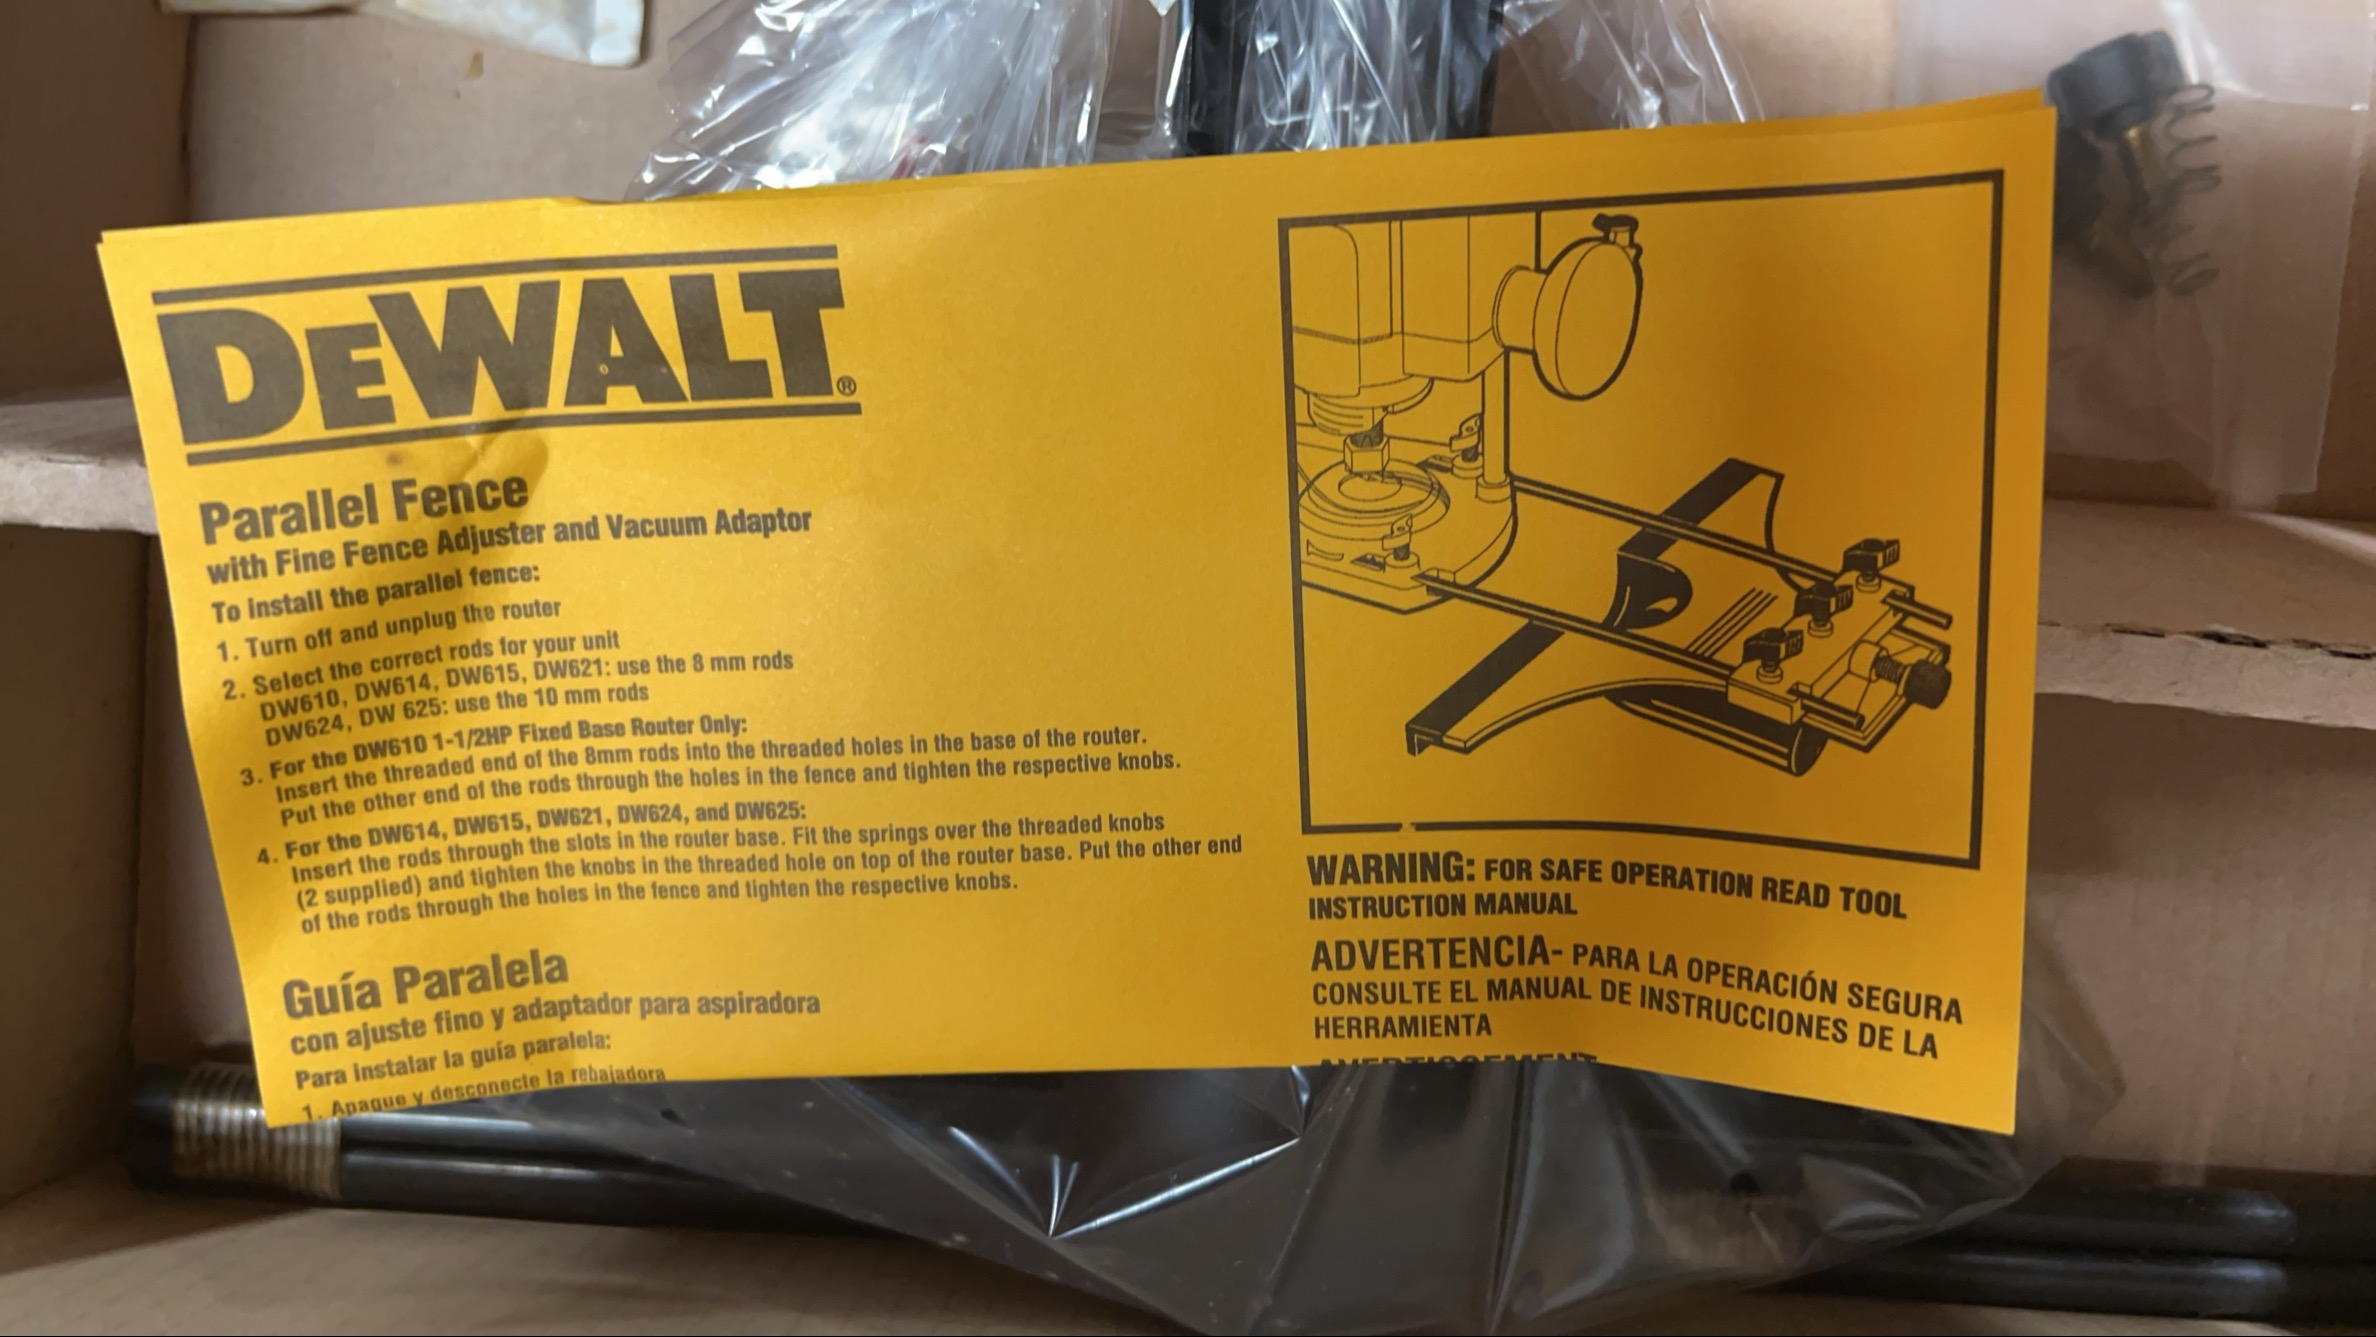 DEWALT®
Parallel Fence
with Fine Fence Adjuster and Vacuum Adaptor
To install the parallel fence:
1. Turn off and unplug the router
2. Select the correct rods for your unit
DW610, DW614, DW615, DW621: use the 8 mm rods
DW624, DW 625: use the 10 mm rods
3. For the DW610 1-1/2HP Fixed Base Router Only:
Insert the threaded end of the 8mm rods into the threaded holes in the base of the router.
Put the other end of the rods through the holes in the fence and tighten the respective knobs.
4. For the DW614, DW615, DW621, DW624, and DW625:
Insert the rods through the slots in the router base. Fit the springs over the threaded knobs
(2 supplied) and tighten the knobs in the threaded hole on top of the router base. Put the other end
of the rods through the holes in the fence and tighten the respective knobs.
Guía Paralela
con ajuste fino y adaptador para aspiradora
Para instalar la guía paralela:
1. Apague y desconecte la rebajadora
WARNING: FOR SAFE OPERATION READ TOOL
INSTRUCTION MANUAL
ADVERTENCIA- PARA LA OPERACIÓN SEGURA
CONSULTE EL MANUAL DE INSTRUCCIONES DE LA
HERRAMIENTA
AVERTISSEMENT